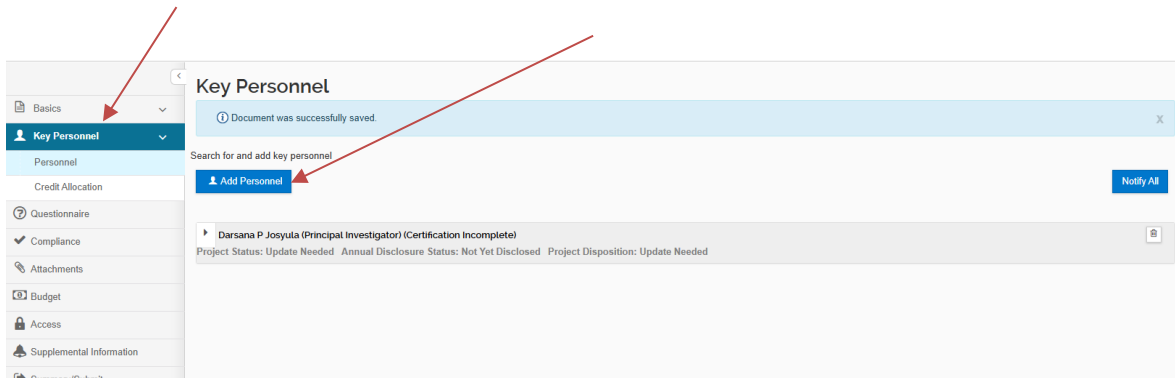 Basics
Key Personnel
Personnel
Credit Allocation
Questionnaire
Compliance
Attachments
Budget
Access
Supplemental Information
Key Personnel
Document was successfully saved.
X
Search for and add key personnel
Add Personnel
Notify All
Darsana P Josyula (Principal Investigator) (Certification Incomplete)
Project Status: Update Needed Annual Disclosure Status: Not Yet Disclosed Project Disposition: Update Needed